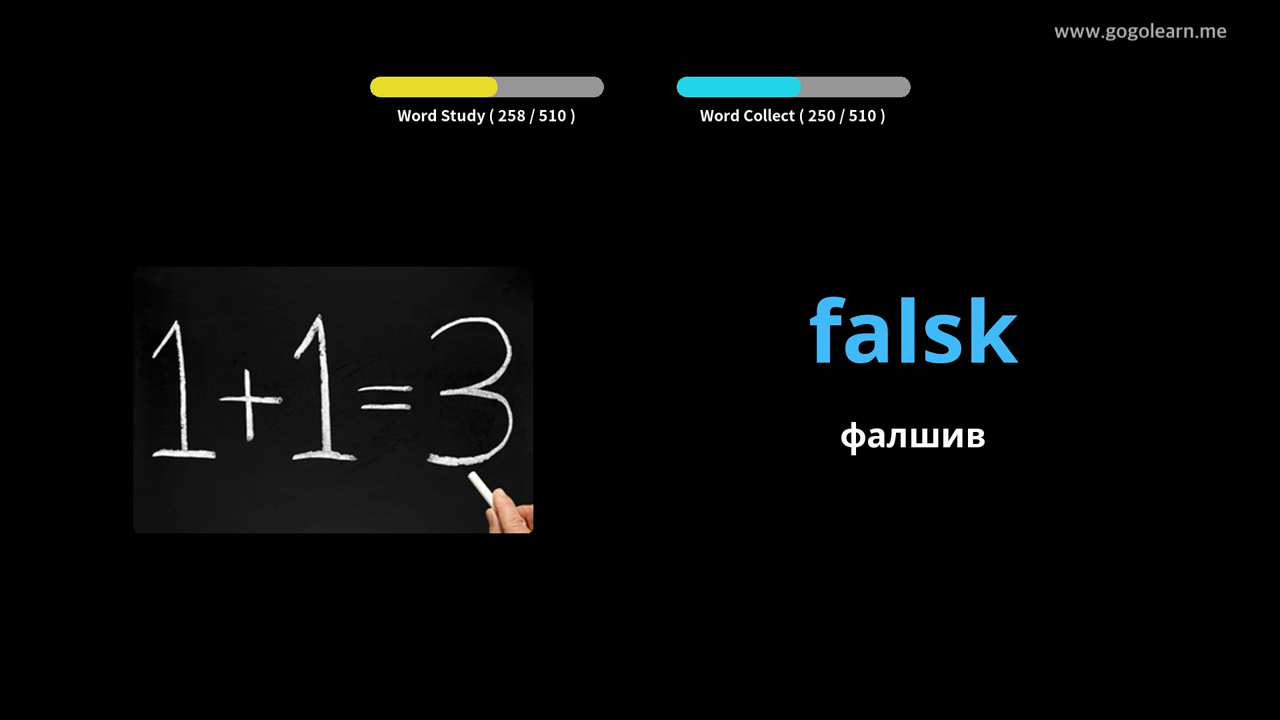 www.gogolearn.me
Word Study ( 258 / 510 )
Word Collect ( 250 / 510 )
1+1=3
falsk
фалшив